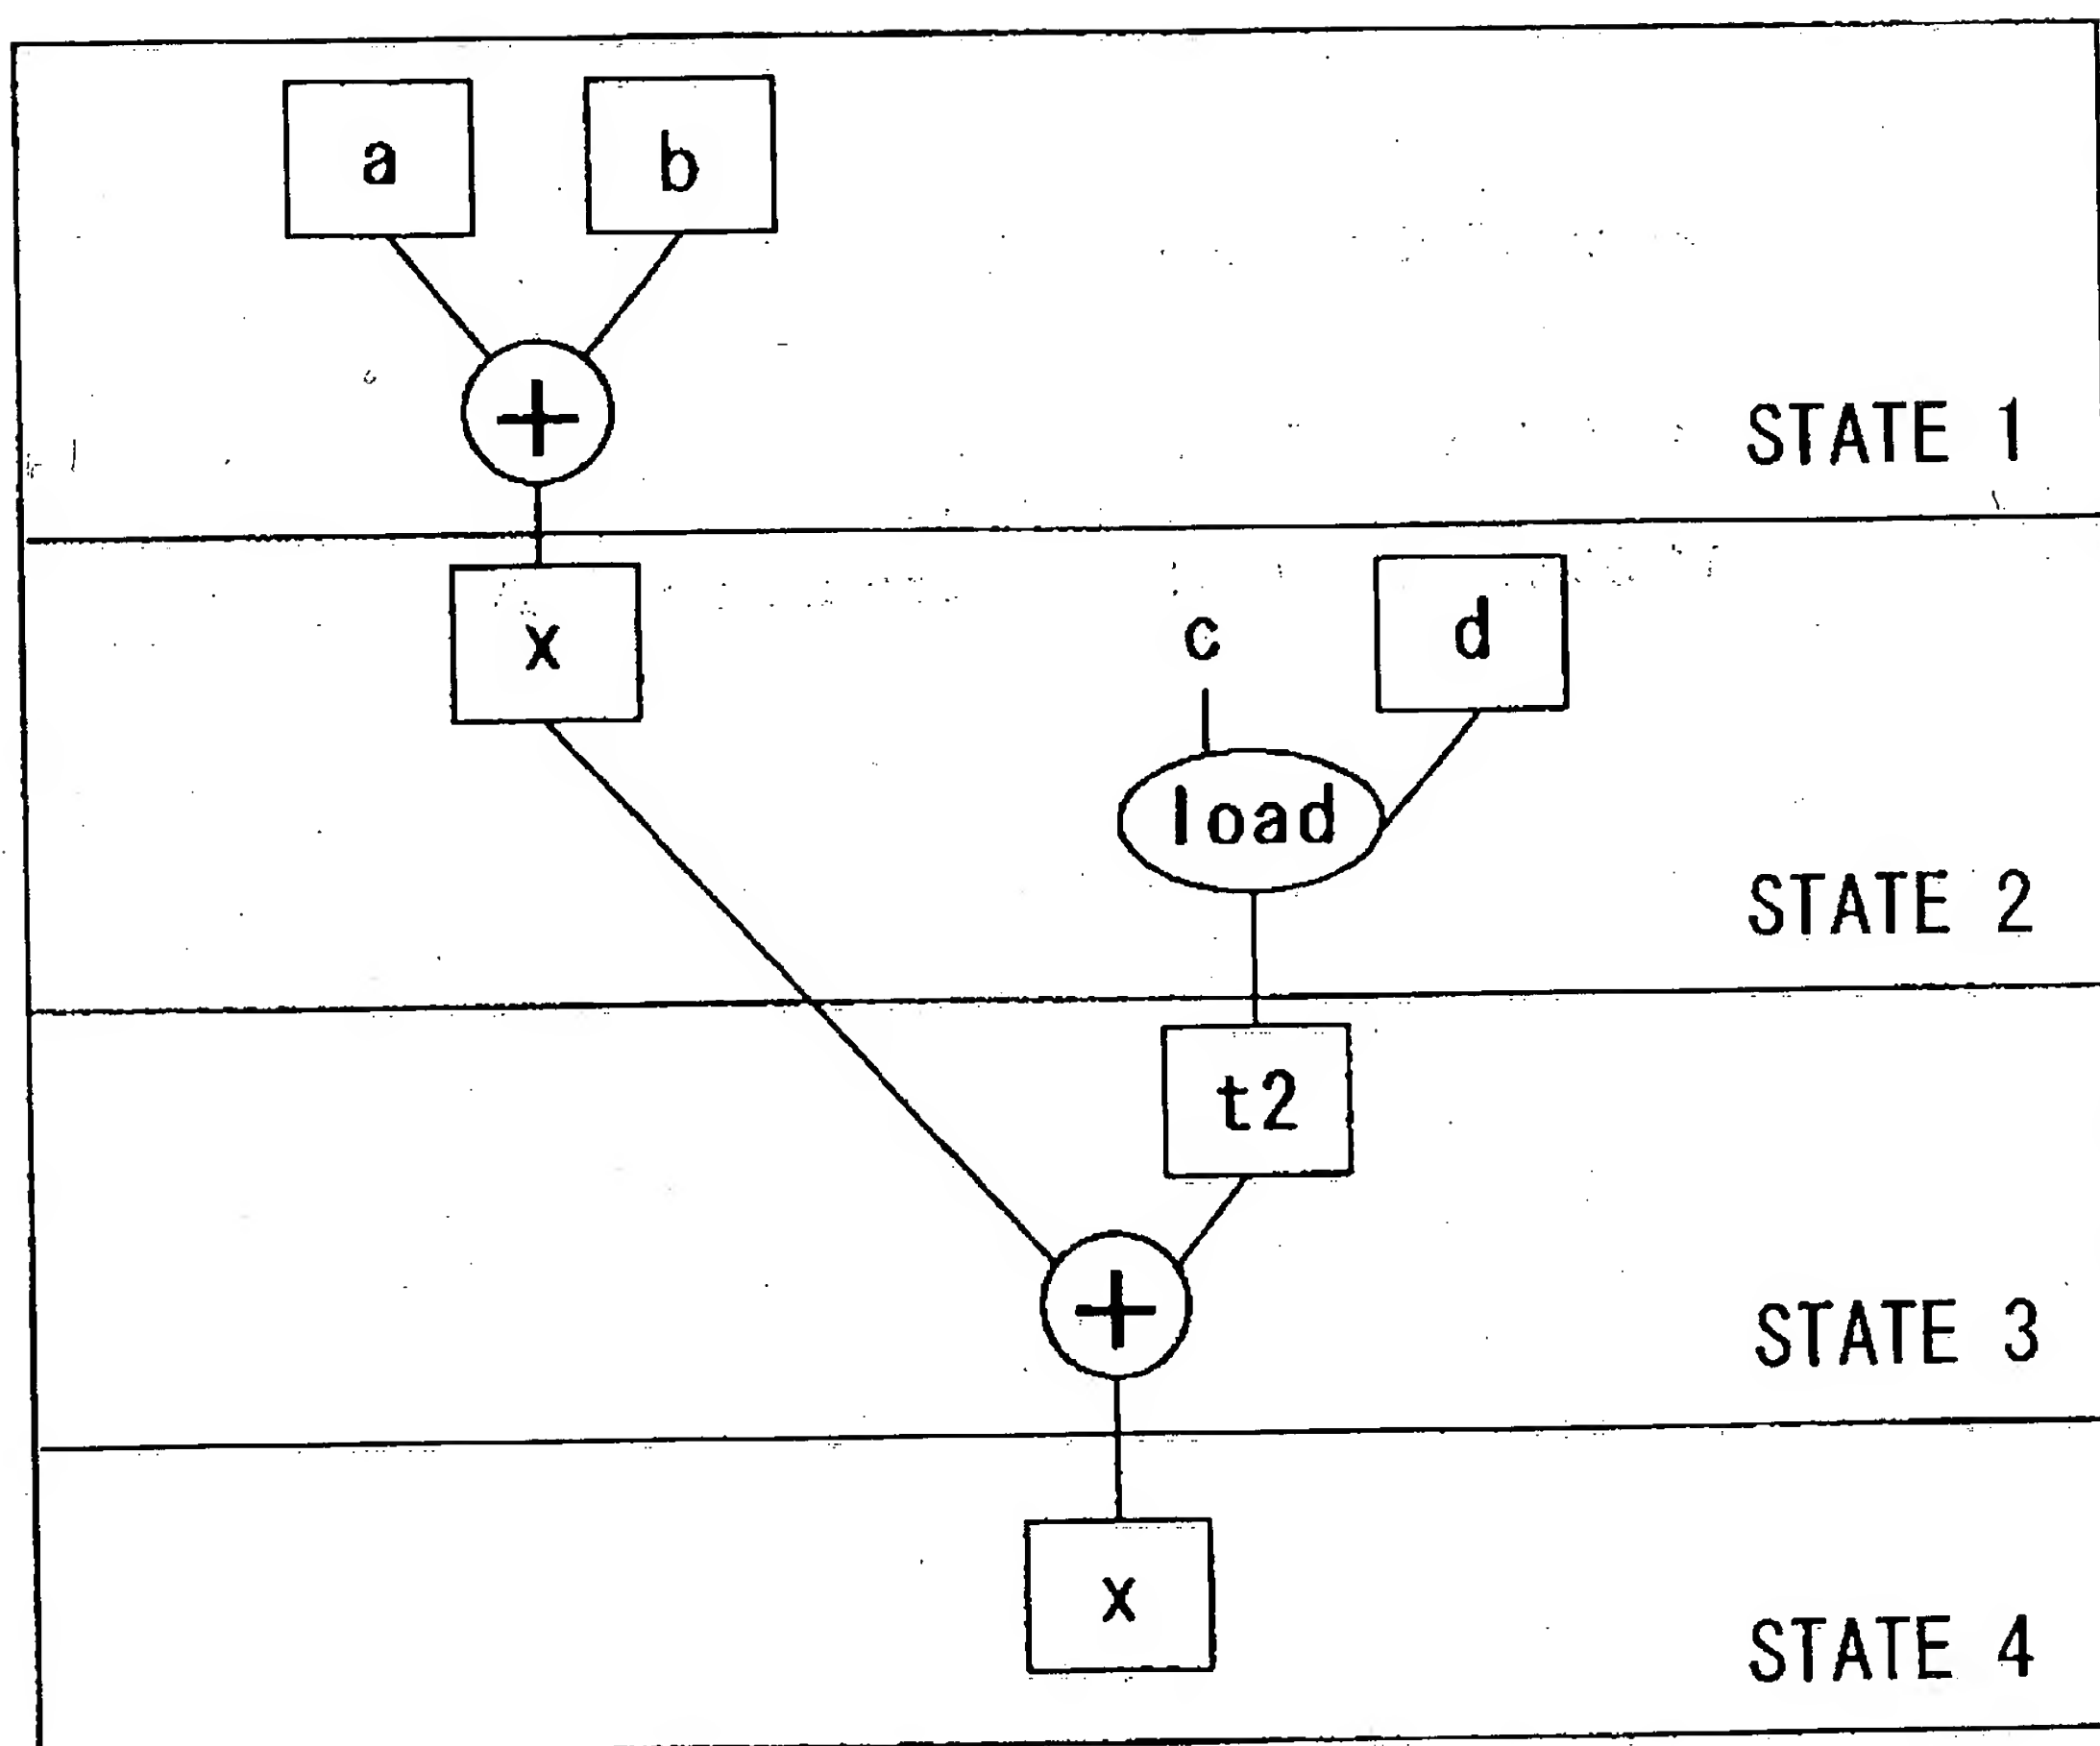 a b
+
STATE 1
x c d
load
STATE 2
t2
+
STATE 3
x
STATE 4